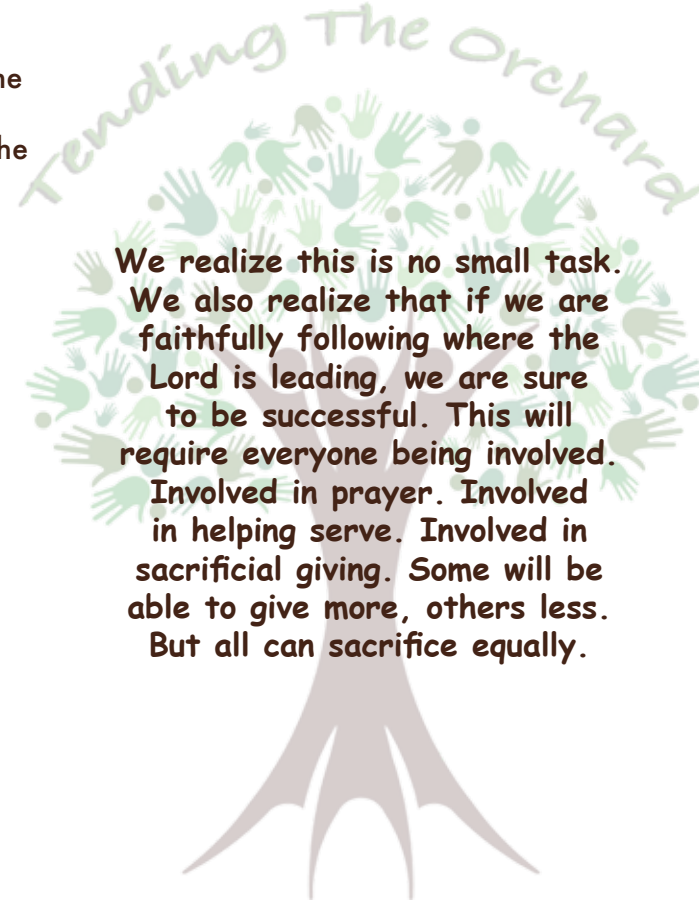 Tending The Orchard
he
We realize this is no small task.
We also realize that if we are
faithfully following where the
Lord is leading, we are sure
to be successful. This will
require everyone being involved.
Involved in prayer. Involved
in helping serve. Involved in
sacrificial giving. Some will be
able to give more, others less.
But all can sacrifice equally.